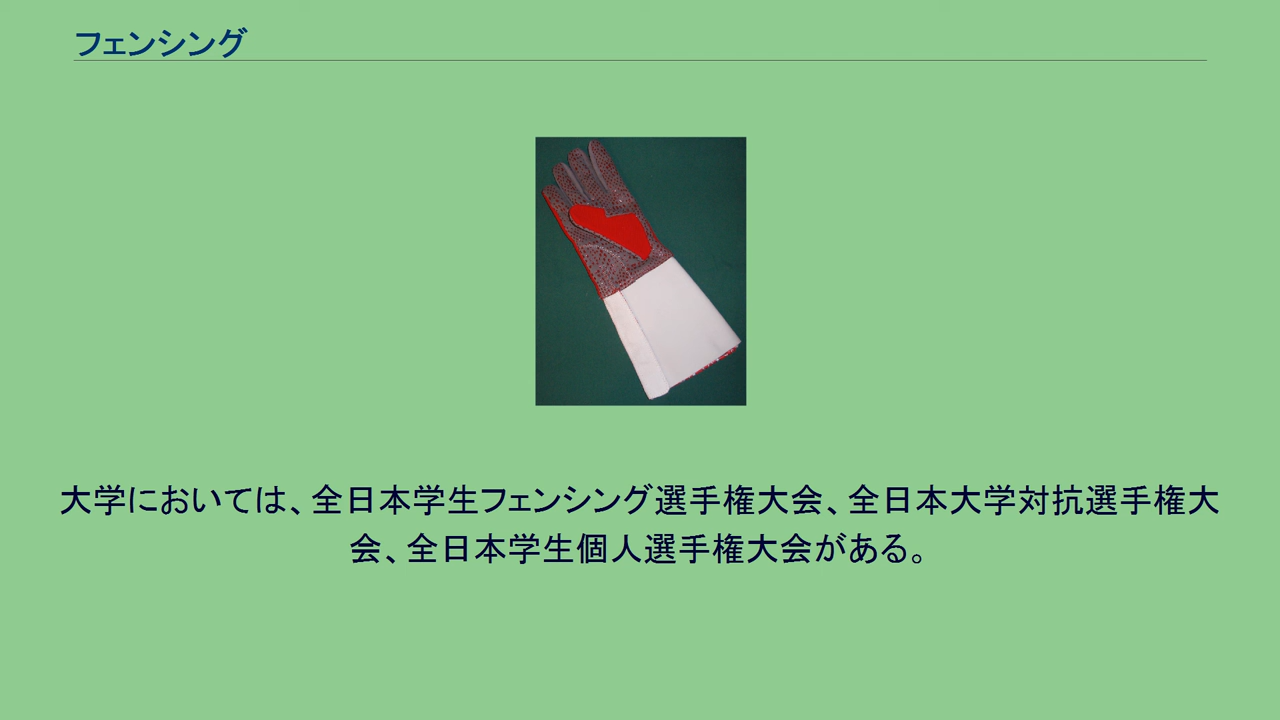 フェンシング
大学においては、全日本学生フェンシング選手権大会、全日本大学対抗選手権大
会、全日本学生個人選手権大会がある。